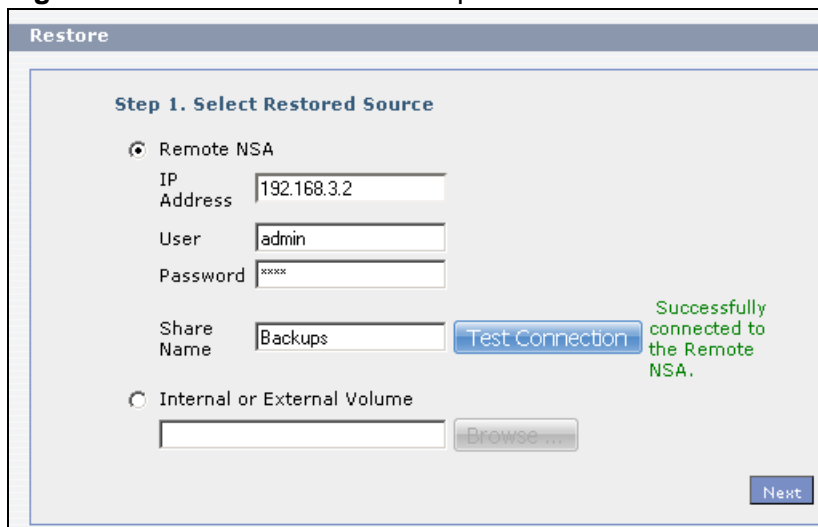 Restore
Step 1. Select Restored Source
Remote NSA
IP
Address
192.168.3.2
User
admin
Password
××××
Share
Name
Backups
Test Connection
Successfully
connected to
the Remote
NSA.
Internal or External Volume
Browse ...
Next